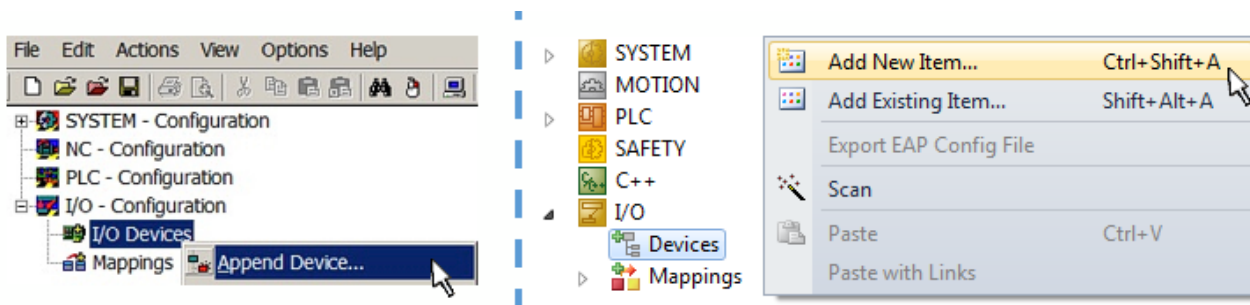 File Edit Actions View Options Help
SYSTEM - Configuration
NC - Configuration
PLC - Configuration
I/O - Configuration
I/O Devices
Mappings
Append Device...
SYSTEM
MOTION
PLC
SAFETY
C++
I/O
Devices
Mappings
Add New Item... Ctrl+Shift+A
Add Existing Item... Shift+Alt+A
Export EAP Config File
Scan
Paste Ctrl+V
Paste with Links